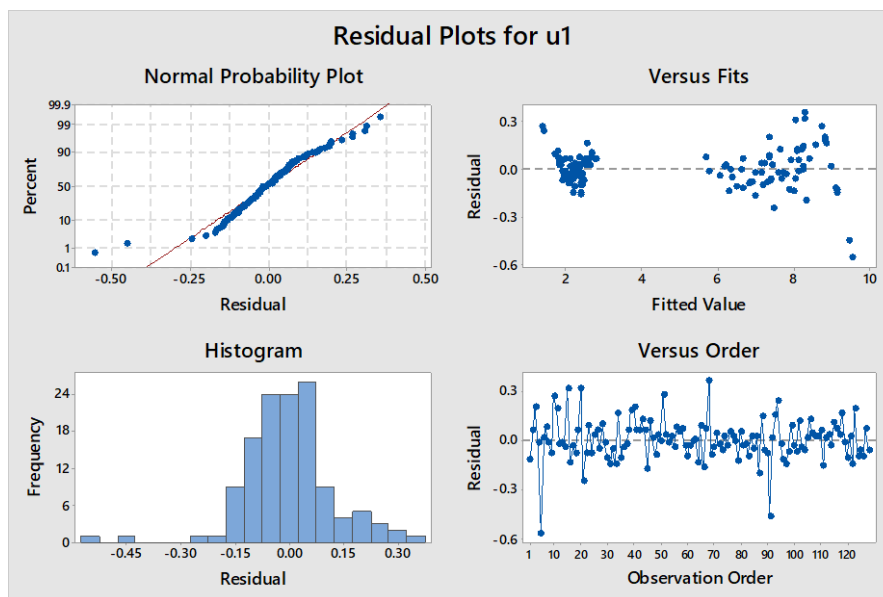 Residual Plots for u1
Normal Probability Plot
99.9
99
90
50
10
1
0.1
Percent
-0.50 -0.25 0.00 0.25 0.50
Residual
Versus Fits
0.3
0.0
-0.3
-0.6
Residual
2 4 6 8 10
Fitted Value
Histogram
24
18
12
6
0
Frequency
-0.45 -0.30 -0.15 0.00 0.15 0.30
Residual
Versus Order
0.3
0.0
-0.3
-0.6
Residual
1 10 20 30 40 50 60 70 80 90 100 110 120
Observation Order